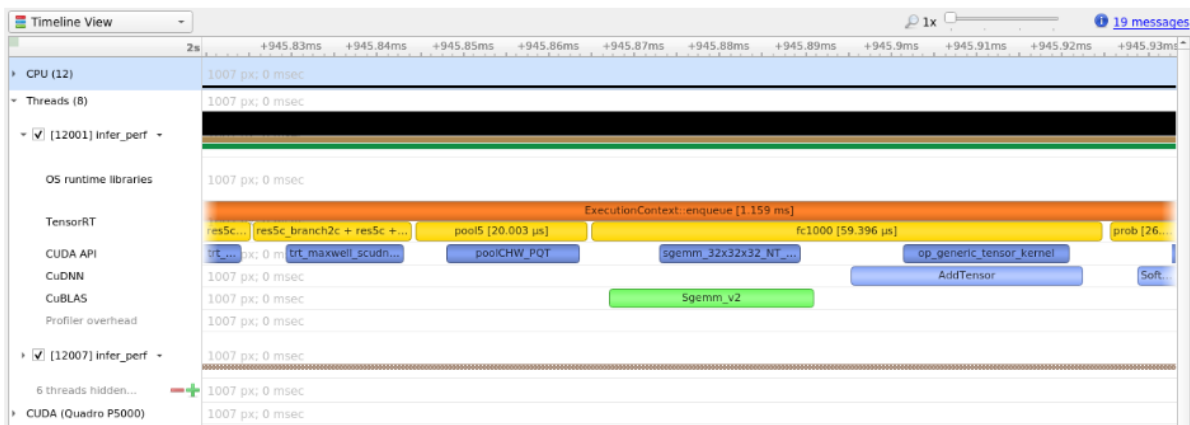 Timeline View 1x 19 messages
2s +945.83ms +945.84ms +945.85ms +945.86ms +945.87ms +945.88ms +945.89ms +945.9ms +945.91ms +945.92ms +945.93ms
CPU (12) 1007 px; 0 msec
Threads (8) 1007 px; 0 msec
[12001] infer_perf
OS runtime libraries 1007 px; 0 msec
ExecutionContext::enqueue [1.159 ms]
TensorRT
res5c... res5c_branch2c + res5c +... pool5 [20.003 µs] fc1000 [59.396 µs] prob [26....
CUDA API trt_... px; 0 m trt_maxwell_scudn... poolCHW_PQT sgemm_32x32x32_NT_... op_generic_tensor_kernel
CuDNN 1007 px; 0 msec AddTensor Soft...
CuBLAS 1007 px; 0 msec Sgemm_v2
Profiler overhead 1007 px; 0 msec
[12007] infer_perf 1007 px; 0 msec
6 threads hidden... 1007 px; 0 msec
CUDA (Quadro P5000) 1007 px; 0 msec